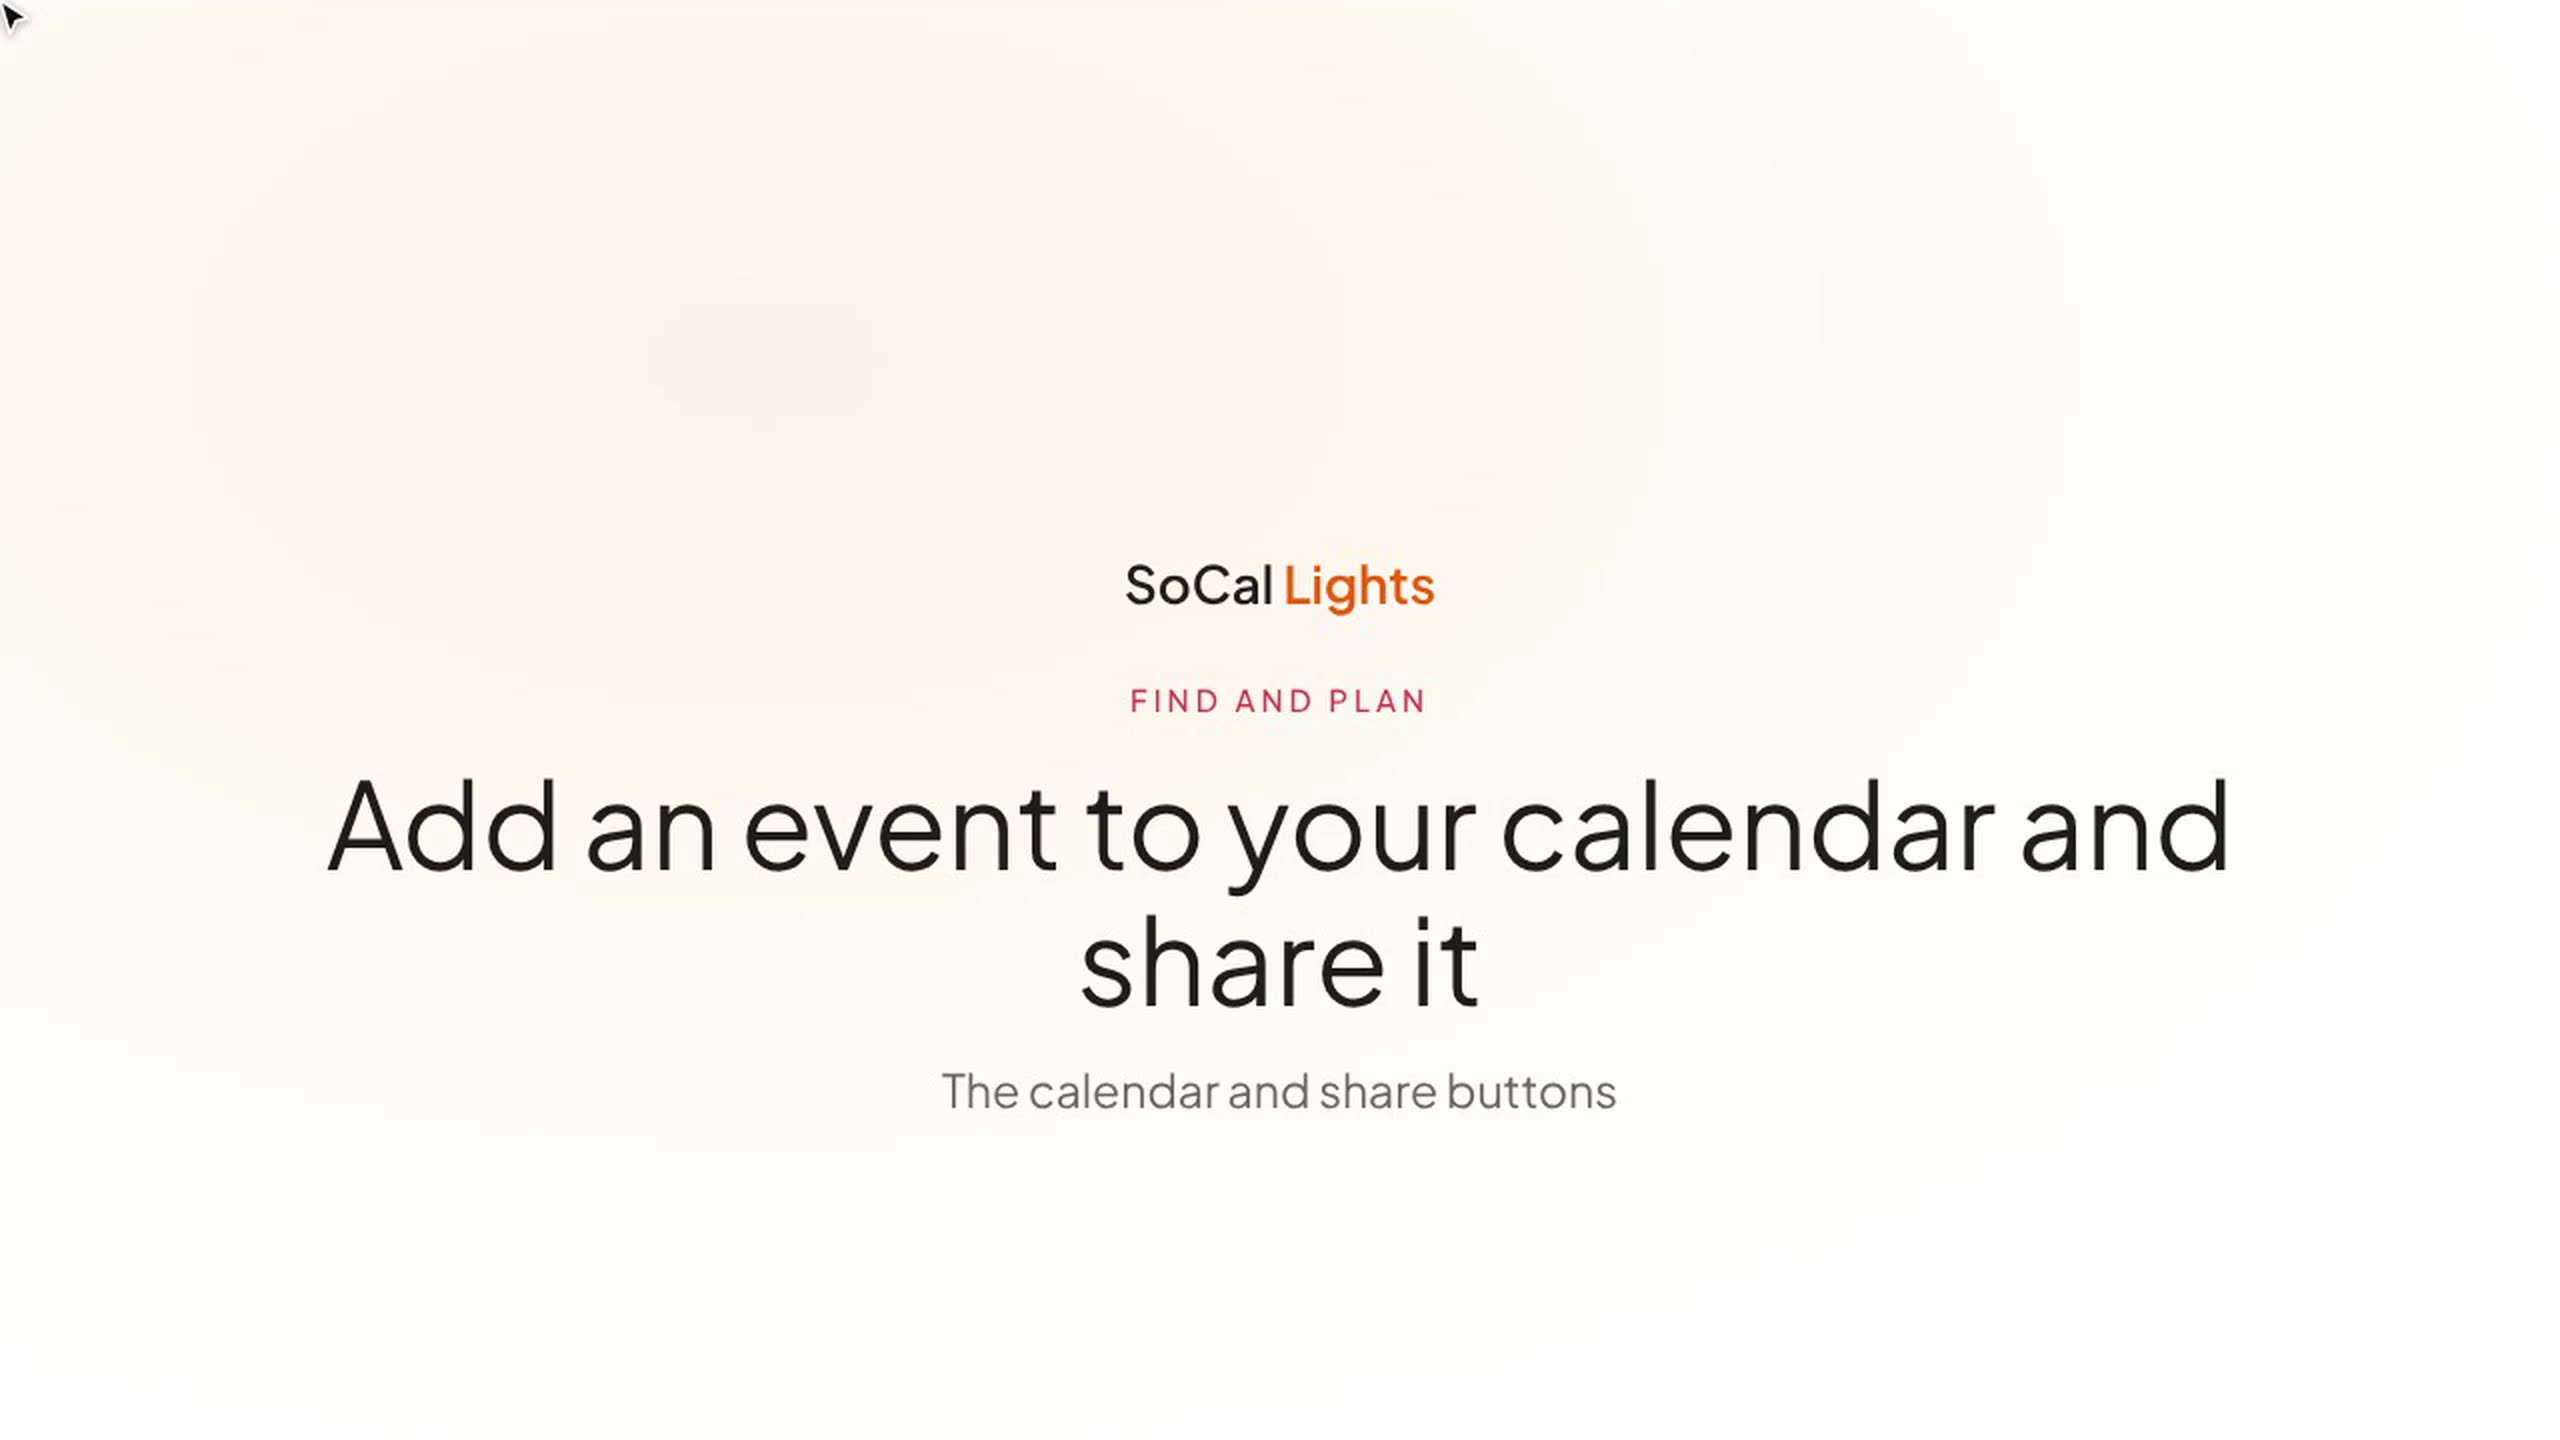 SoCal Lights
FIND AND PLAN
Add an event to your calendar and
share it
The calendar and share buttons